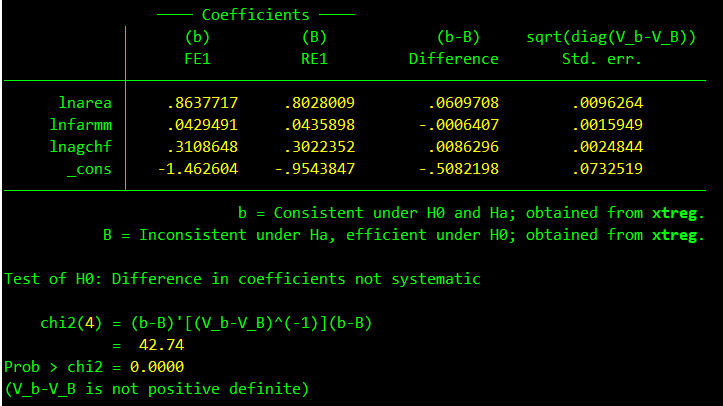 Coefficients
(b) (B) (b-B) sqrt(diag(V_b-V_B))
FE1 RE1 Difference Std. err.
lnarea .8637717 .8028009 .0609708 .0096264
lnfarmm .0429491 .0435898 -.0006407 .0015949
lnagchf .3108648 .3022352 .0086296 .0024844
_cons -1.462604 -.9543847 -.5082198 .0732519
b = Consistent under H0 and Ha; obtained from xtreg.
B = Inconsistent under Ha, efficient under H0; obtained from xtreg.
Test of H0: Difference in coefficients not systematic
chi2(4) = (b-B)'[(V_b-V_B)^(-1)](b-B)
= 42.74
Prob > chi2 = 0.0000
(V_b-V_B is not positive definite)